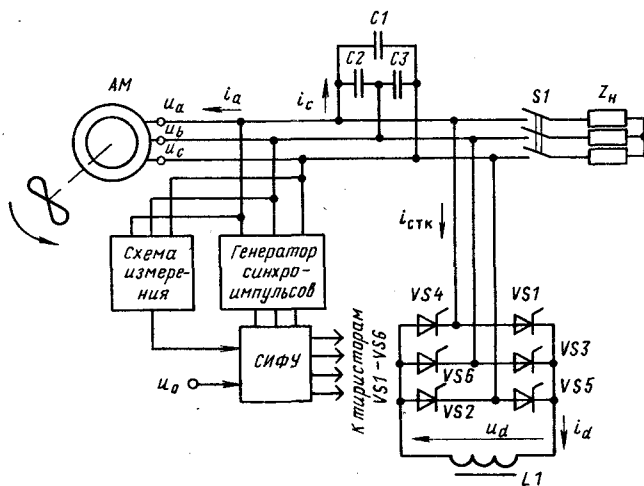 C1
C2
C3
АМ
u_a
i_a
i_c
S1
Z_н
u_b
u_c
i_стк
Схема
измере-
ния
Генератор
синхро-
импульсов
СИФУ
u_о
К тиристорам
VS1-VS6
VS4
VS1
VS6
VS3
VS2
VS5
u_d
i_d
L1